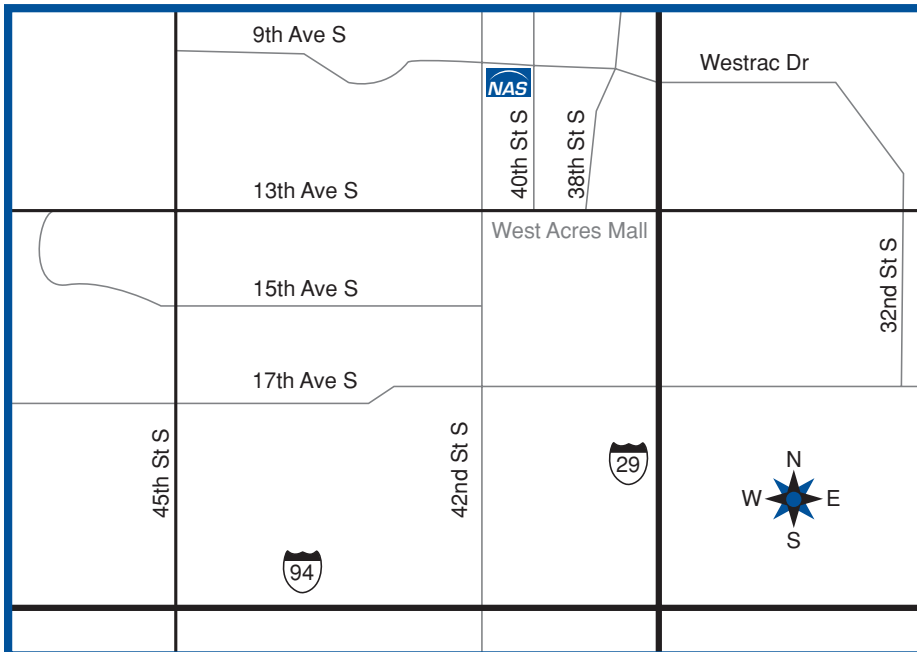 9th Ave S
Westrac Dr
NAS
40th St S
38th St S
13th Ave S
West Acres Mall
32nd St S
15th Ave S
17th Ave S
45th St S
42nd St S
29
N
W
E
S
94